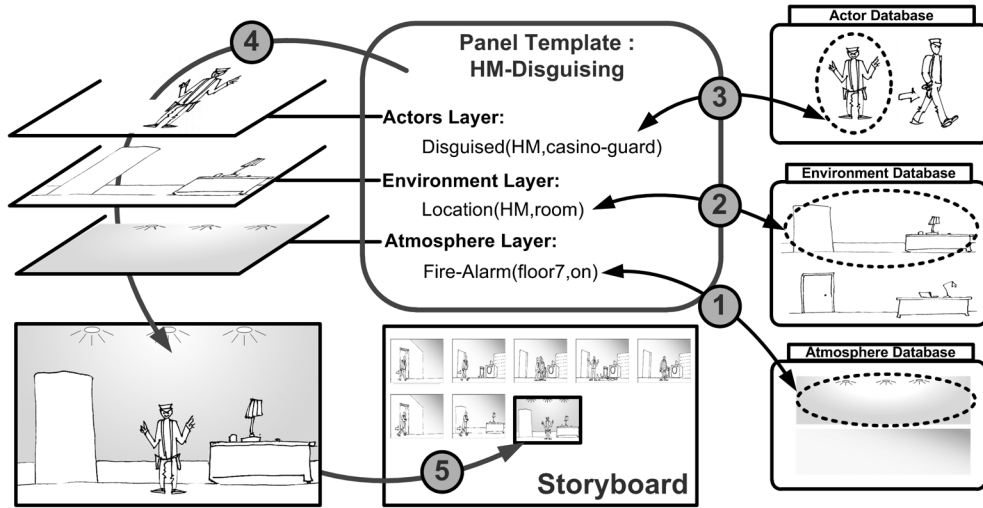 Actor Database
4
Panel Template :
HM-Disguising
3
Actors Layer:
Disguised(HM,casino-guard)
Environment Layer:
Environment Database
Location(HM,room)
2
Atmosphere Layer:
Fire-Alarm(floor7,on)
1
Atmosphere Database
5
Storyboard